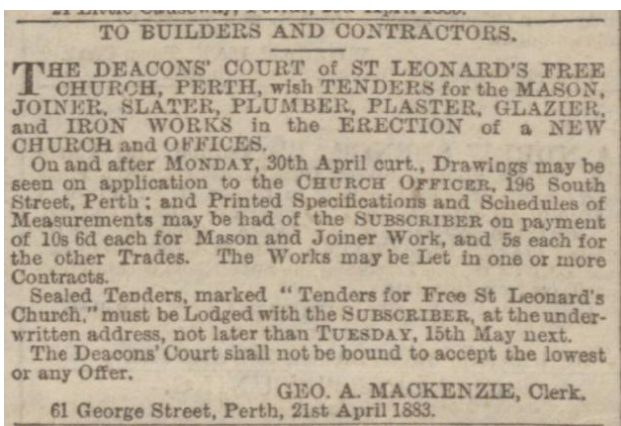 TO BUILDERS AND CONTRACTORS.
THE DEACONS' COURT of ST LEONARD'S FREE
CHURCH, PERTH, wish TENDERS for the MASON,
JOINER, SLATER, PLUMBER, PLASTER, GLAZIER,
and IRON WORKS in the ERECTION of a NEW
CHURCH and OFFICES.
On and after MONDAY, 30th April curt., Drawings may be
seen on application to the CHURCH OFFICER, 196 South
Street, Perth; and Printed Specifications and Schedules of
Measurements may be had of the SUBSCRIBER on payment
of 10s 6d each for Mason and Joiner Work, and 5s each for
the other Trades. The Works may be Let in one or more
Contracts.
Sealed Tenders, marked "Tenders for Free St Leonard's
Church," must be Lodged with the SUBSCRIBER, at the under-
written address, not later than TUESDAY, 15th May next.
The Deacons' Court shall not be bound to accept the lowest
or any Offer.
GEO. A. MACKENZIE, Clerk.
61 George Street, Perth, 21st April 1883.